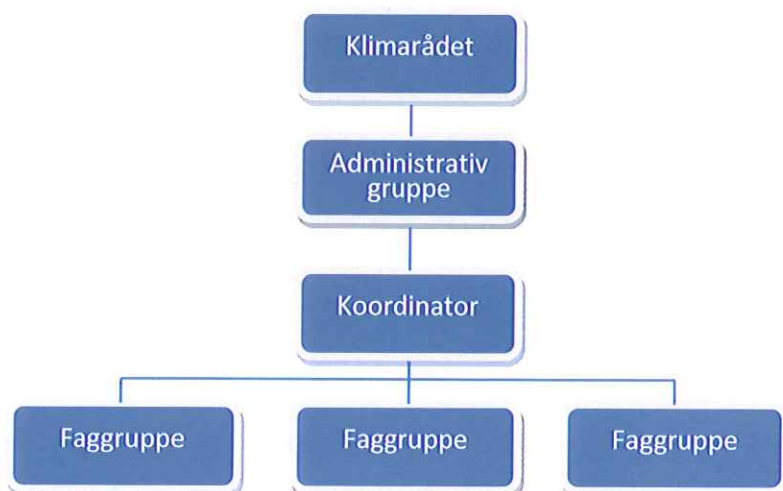 Klimarådet
Administrativ
gruppe
Koordinator
Faggruppe
Faggruppe
Faggruppe